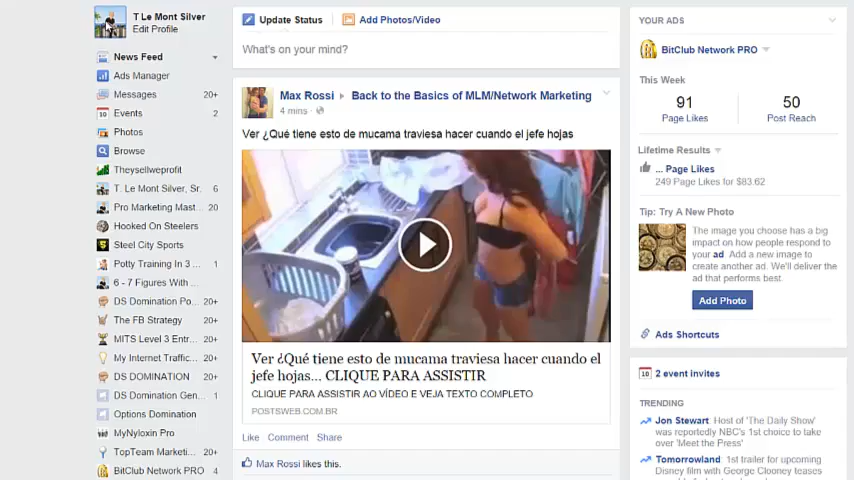 T Le Mont Silver
Edit Profile
News Feed
Ads Manager
Messages 20+
Events 2
Photos
Browse
Theysellweprofit
T. Le Mont Silver, Sr. 6
Pro Marketing Mast... 20
Hooked On Steelers
Steel City Sports
Potty Training In 3 ... 1
6 - 7 Figures With ...
DS Domination Po... 20+
The FB Strategy 20+
MITS Level 3 Entr... 20+
My Internet Traffic... 20+
DS DOMINATION 20+
DS Domination Gen... 1
Options Domination
MyNyloxin Pro
TopTeam Marketi... 20+
BitClub Network PRO 4
Update Status Add Photos/Video
What's on your mind?
Max Rossi Back to the Basics of MLM/Network Marketing
4 mins ·
Ver ¿Qué tiene esto de mucama traviesa hacer cuando el jefe hojas
Ver ¿Qué tiene esto de mucama traviesa hacer cuando el
jefe hojas... CLIQUE PARA ASSISTIR
CLIQUE PARA ASSISTIR AO VÍDEO E VEJA TEXTO COMPLETO
POSTSWEB.COM.BR
Like Comment Share
Max Rossi likes this.
YOUR ADS
BitClub Network PRO
This Week
91 50
Page Likes Post Reach
Lifetime Results
... Page Likes
249 Page Likes for $83.62
Tip: Try A New Photo
The image you choose has a big
impact on how people respond to
your ad Add a new image to
create another ad. We'll deliver the
ad that performs best.
Add Photo
Ads Shortcuts
10 2 event invites
TRENDING
Jon Stewart Host of 'The Daily Show'
was reportedly NBC's 1st choice to take
over 'Meet the Press'
Tomorrowland 1st trailer for upcoming
Disney film with George Clooney teases